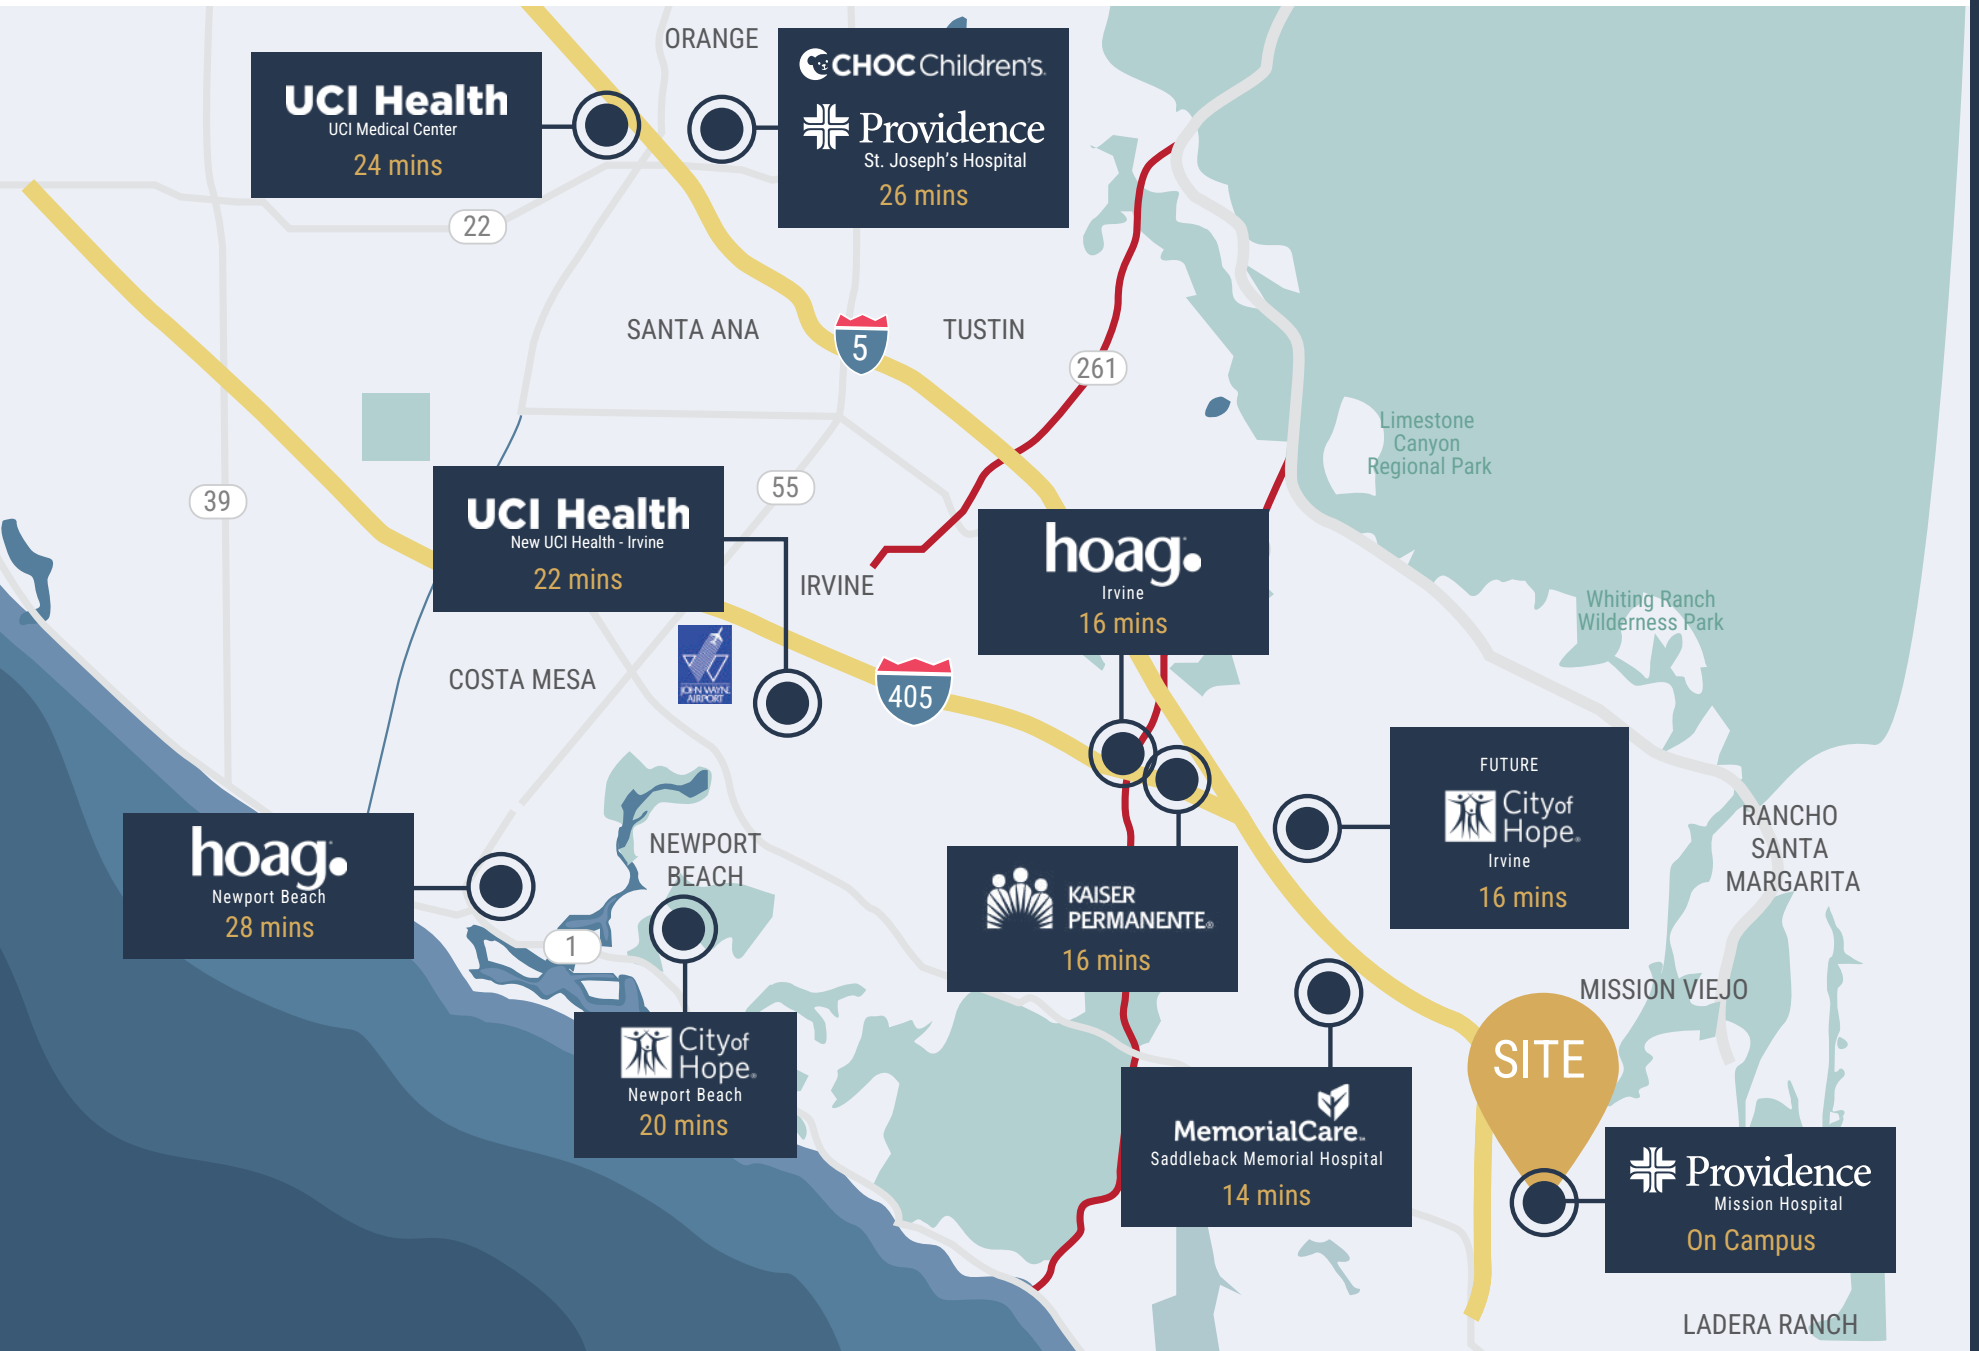 ORANGE
UCI Health
UCI Medical Center
24 mins
CHOC Children's.
Providence
St. Joseph's Hospital
26 mins
22
SANTA ANA
5
TUSTIN
261
Limestone
Canyon
Regional Park
39
55
UCI Health
New UCI Health - Irvine
22 mins
IRVINE
hoag.
Irvine
16 mins
Whiting Ranch
Wilderness Park
COSTA MESA
JOHN WAYNE
AIRPORT
405
FUTURE
City of
Hope®
Irvine
16 mins
RANCHO
SANTA
MARGARITA
hoag.
Newport Beach
28 mins
NEWPORT
BEACH
1
KAISER
PERMANENTE®
16 mins
MISSION VIEJO
City of
Hope®
Newport Beach
20 mins
SITE
MemorialCare™
Saddleback Memorial Hospital
14 mins
Providence
Mission Hospital
On Campus
LADERA RANCH